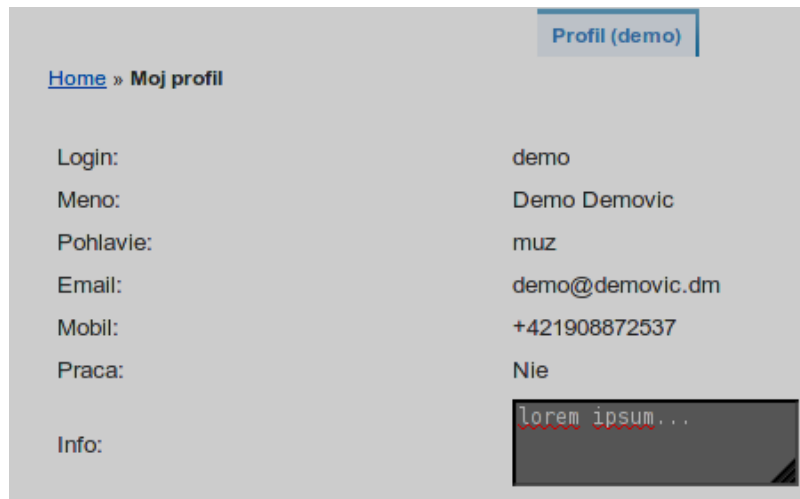 Profil (demo)
Home » Moj profil
Login: demo
Meno: Demo Demovic
Pohlavie: muz
Email: demo@demovic.dm
Mobil: +421908872537
Praca: Nie
Info: lorem ipsum...